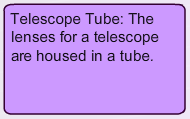 Telescope Tube: The
lenses for a telescope
are housed in a tube.